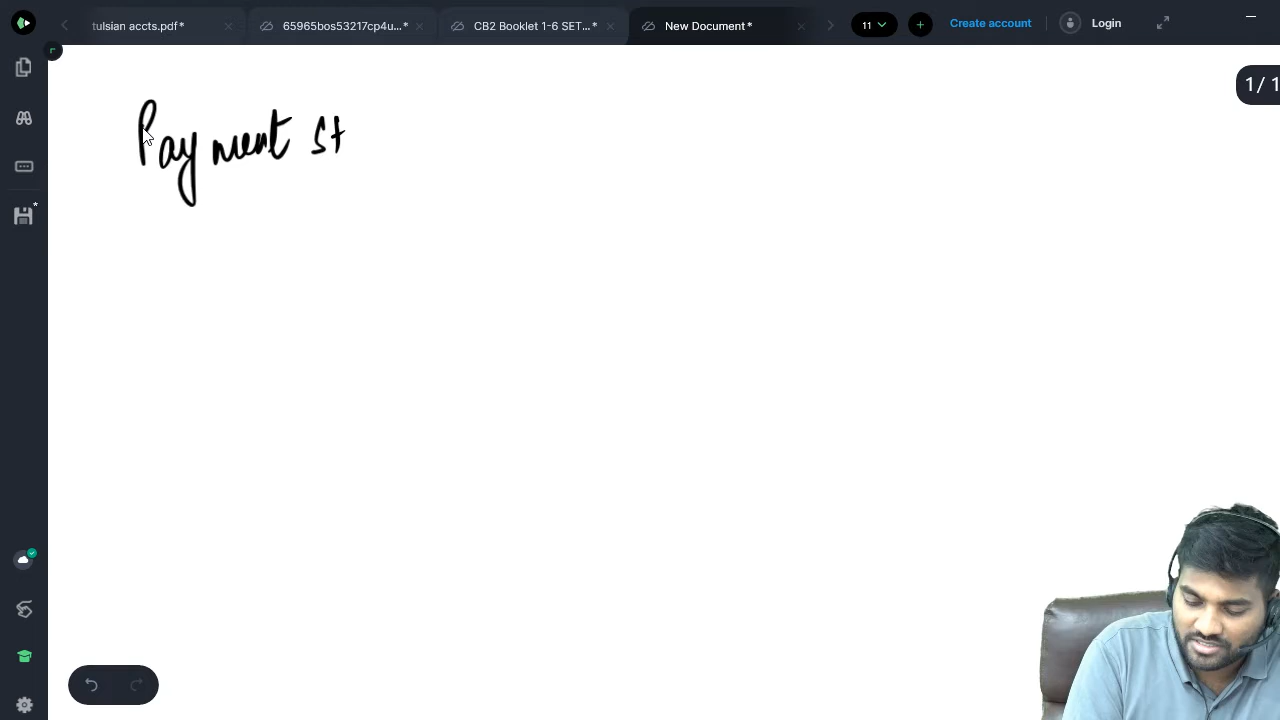 tulsian accts.pdf*
65965bos53217cp4u...*
CB2 Booklet 1-6 SET...*
New Document*
11
Create account
Login
1/1
Payment St